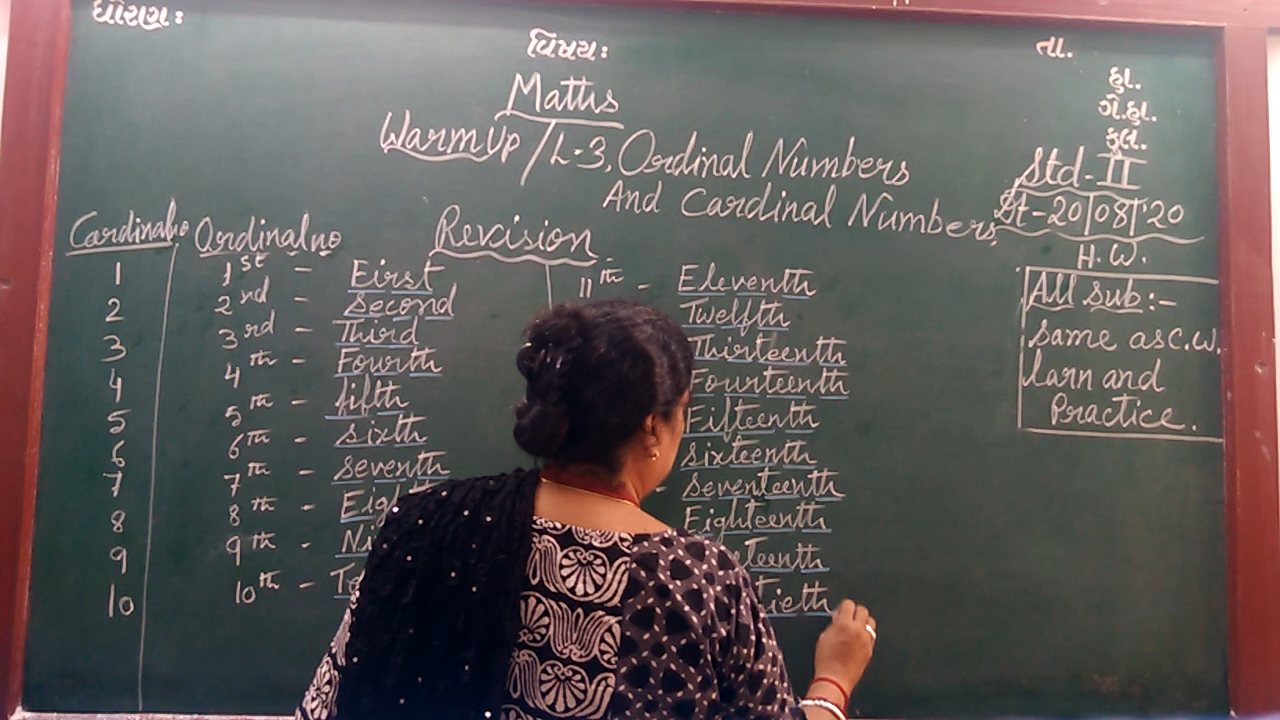 ધોરણ:
વિષય:
તા.
હા.
ગે.હા.
કુલ.
Maths
Warm Up / L-3, Ordinal Numbers
And Cardinal Numbers
Std-II
Dt-20/08/'20
H.W.
All Sub:-
same as C.W.
larn and
Practice.
Revision
Cardinal no Ordinal no
1 1st - First 11th - Eleventh
2 2nd - Second Twelfth
3 3rd - Third Thirteenth
4 4th - Fourth Fourteenth
5 5th - fifth Fifteenth
6 6th - sixth Sixteenth
7 7th - seventh - Seventeenth
8 8th - Eig Eighteenth
9 9th - Ni teenth
10 10th - Te tieth